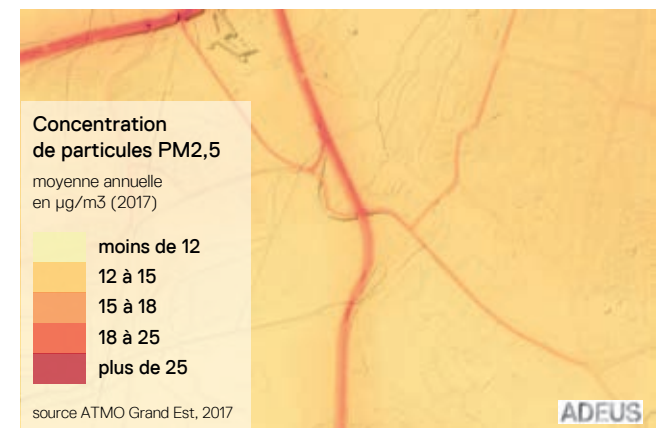 Concentration
de particules PM2,5
moyenne annuelle
en µg/m3 (2017)
moins de 12
12 à 15
15 à 18
18 à 25
plus de 25
source ATMO Grand Est, 2017
ADEUS